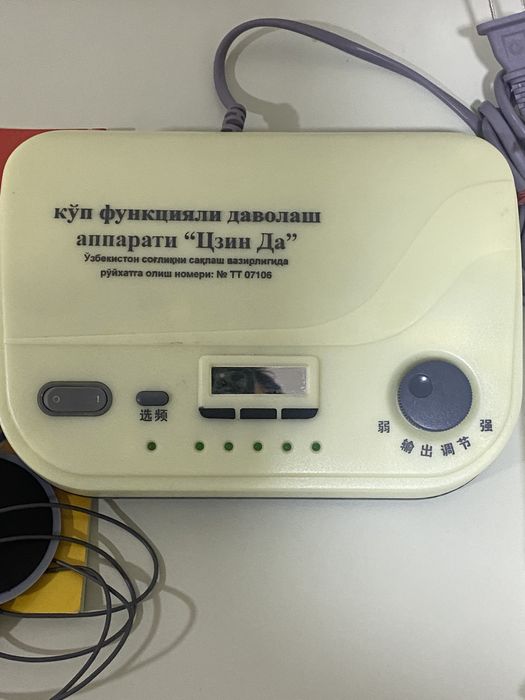 кўп функцияли даволаш
аппарати “Цзин Да”
Ўзбекистон соғлиқни сақлаш вазирлигида
рўйхатга олиш номери: № ТТ 07106
选频
弱 强
输出调节